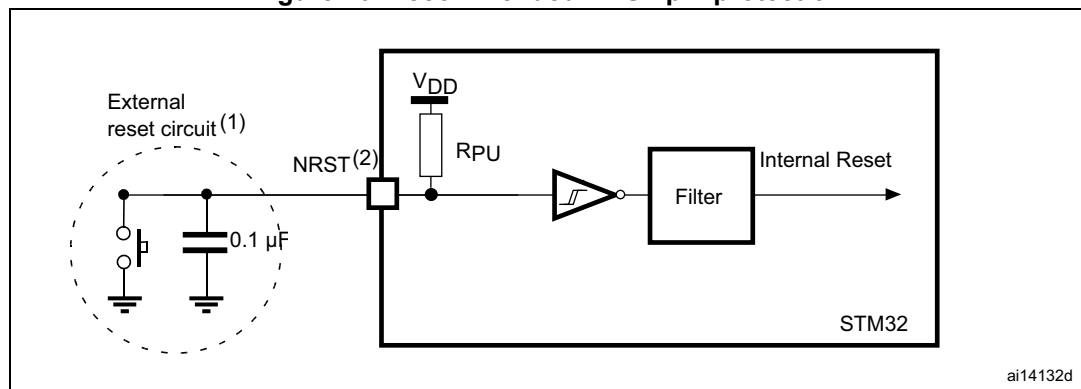 External
reset circuit(1)
NRST(2)
VDD
RPU
0.1 µF
Filter
Internal Reset
STM32
ai14132d